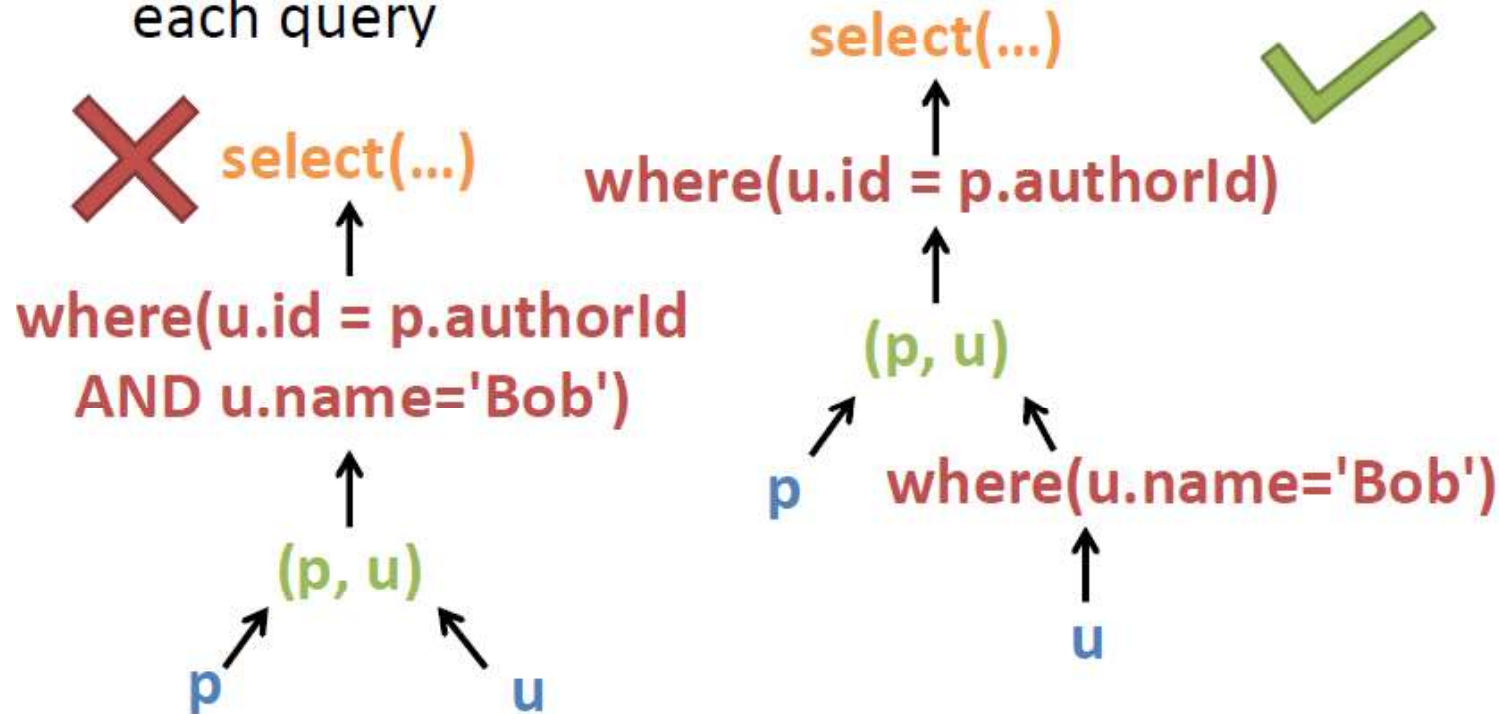 each query
select(...)
where(u.id = p.authorId
AND u.name='Bob')
(p, u)
p
u
select(...)
where(u.id = p.authorId)
(p, u)
p
where(u.name='Bob')
u